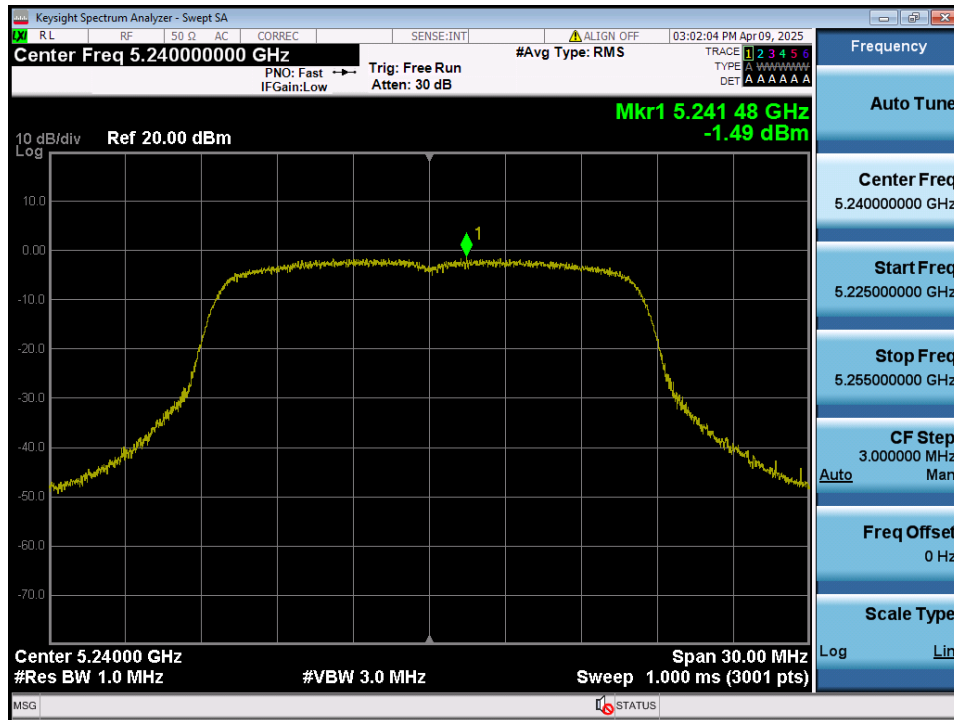 Keysight Spectrum Analyzer - Swept SA
LXI RL RF 50 Ω AC CORREC SENSE:INT ALIGN OFF 03:02:04 PM Apr 09, 2025
Center Freq 5.240000000 GHz
PNO: Fast
IFGain:Low
Trig: Free Run
Atten: 30 dB
#Avg Type: RMS
TRACE 1 2 3 4 5 6
TYPE A WWWWW
DET A A A A A A
Mkr1 5.241 48 GHz
-1.49 dBm
10 dB/div Ref 20.00 dBm
Log
10.0
0.00
-10.0
-20.0
-30.0
-40.0
-50.0
-60.0
-70.0
1
Center 5.24000 GHz Span 30.00 MHz
#Res BW 1.0 MHz #VBW 3.0 MHz Sweep 1.000 ms (3001 pts)
MSG STATUS
Frequency
Auto Tune
Center Freq
5.240000000 GHz
Start Freq
5.225000000 GHz
Stop Freq
5.255000000 GHz
CF Step
3.000000 MHz
Auto Man
Freq Offset
0 Hz
Scale Type
Log Lin